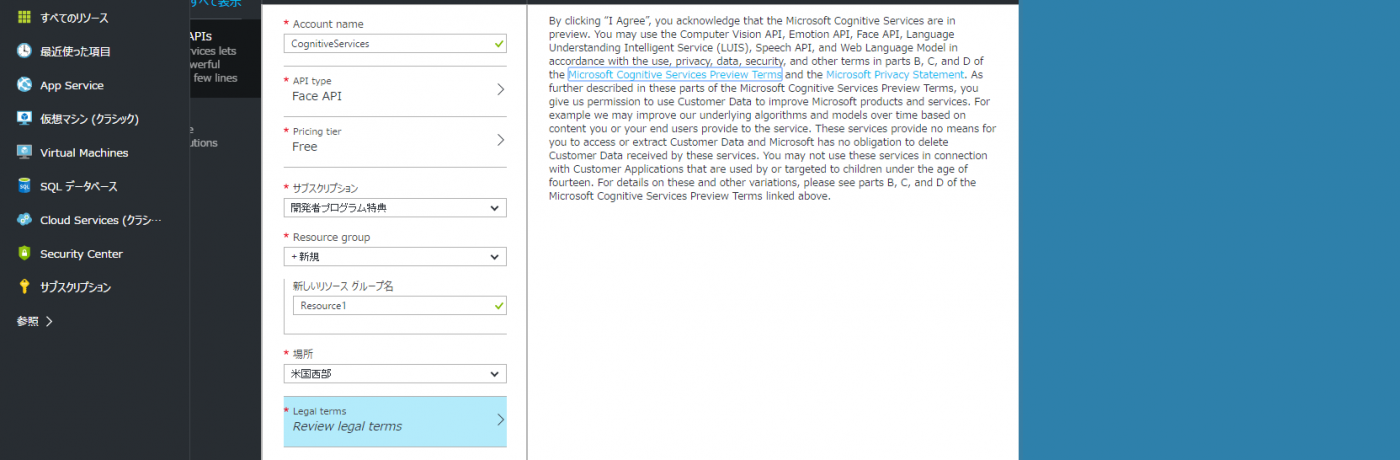 すべてのリソース
最近使った項目
App Service
仮想マシン (クラシック)
Virtual Machines
SQL データベース
Cloud Services (クラシ…
Security Center
サブスクリプション
参照
すべて表示
APIs
rvices lets
werful
few lines
e
utions
* Account name
CognitiveServices
* API type
Face API
* Pricing tier
Free
* サブスクリプション
開発者プログラム特典
* Resource group
+ 新規
新しいリソース グループ名
Resource1
* 場所
米国西部
* Legal terms
Review legal terms
By clicking “I Agree”, you acknowledge that the Microsoft Cognitive Services are in
preview. You may use the Computer Vision API, Emotion API, Face API, Language
Understanding Intelligent Service (LUIS), Speech API, and Web Language Model in
accordance with the use, privacy, data, security, and other terms in parts B, C, and D of
the Microsoft Cognitive Services Preview Terms and the Microsoft Privacy Statement. As
further described in these parts of the Microsoft Cognitive Services Preview Terms, you
give us permission to use Customer Data to improve Microsoft products and services. For
example we may improve our underlying algorithms and models over time based on
content you or your end users provide to the service. These services provide no means for
you to access or extract Customer Data and Microsoft has no obligation to delete
Customer Data received by these services. You may not use these services in connection
with Customer Applications that are used by or targeted to children under the age of
fourteen. For details on these and other variations, please see parts B, C, and D of the
Microsoft Cognitive Services Preview Terms linked above.